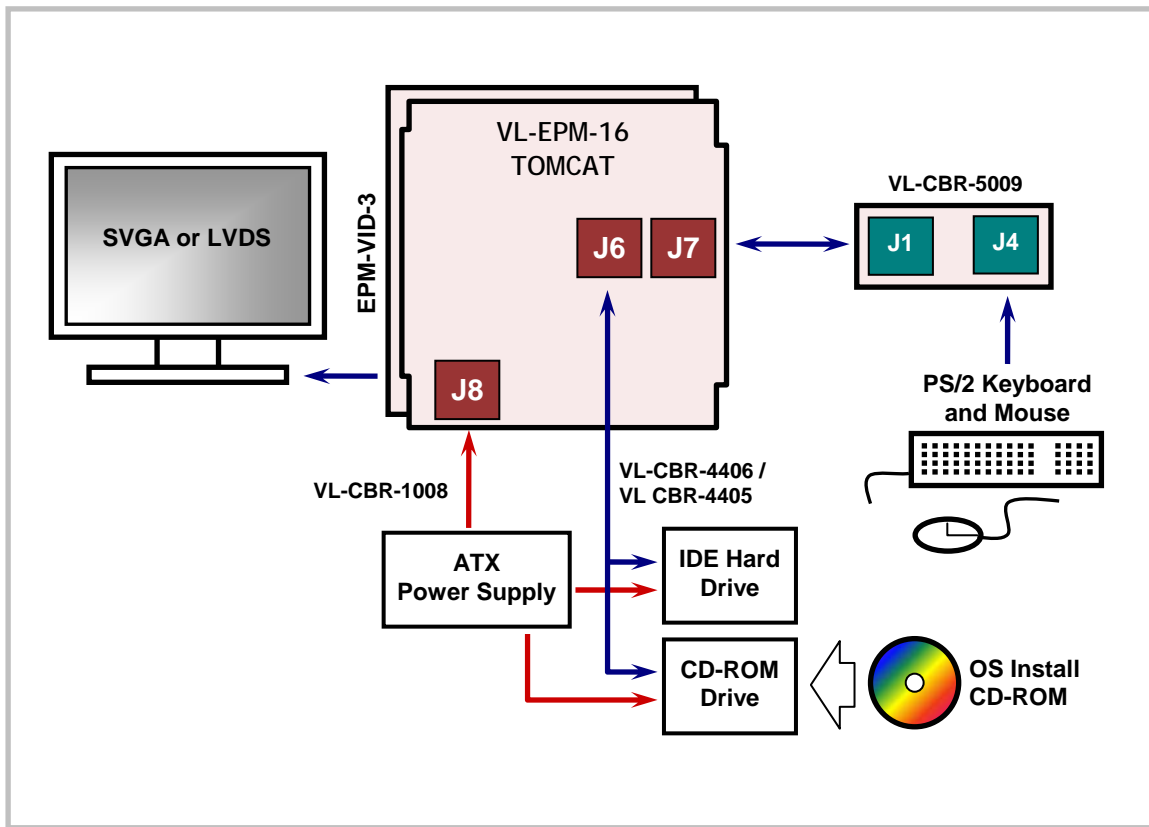 VL-EPM-16
TOMCAT
EPM-VID-3
SVGA or LVDS
J6
J7
J8
VL-CBR-5009
J1
J4
PS/2 Keyboard
and Mouse
VL-CBR-1008
VL-CBR-4406 /
VL CBR-4405
ATX
Power Supply
IDE Hard
Drive
CD-ROM
Drive
OS Install
CD-ROM